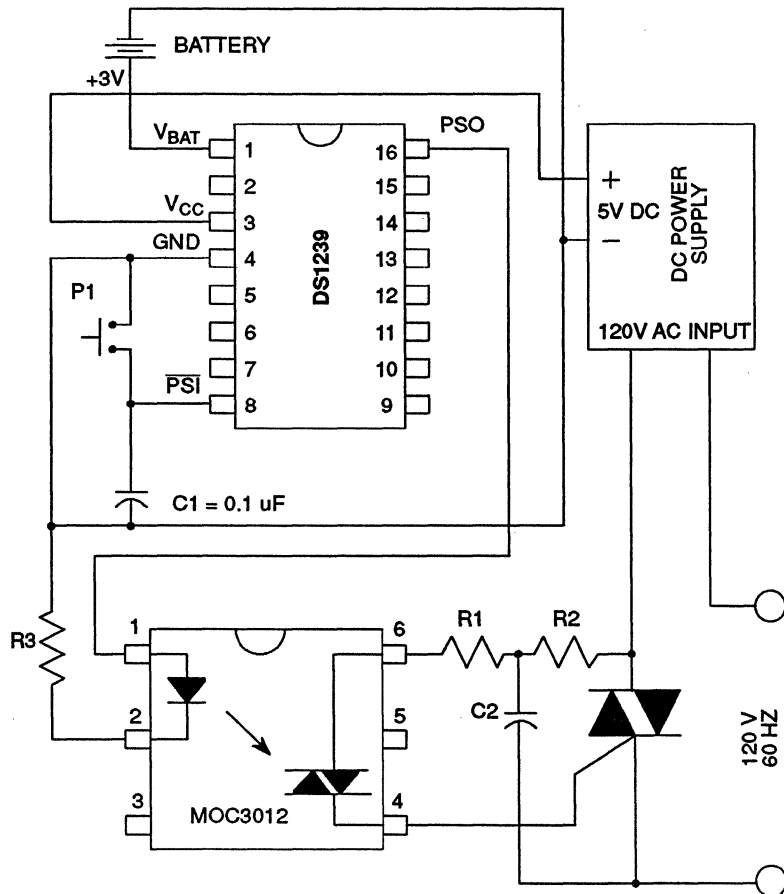 BATTERY
+3V
PSO
VBAT
1
16
2
15
VCC
3
14
GND
4
13
P1
5
12
6
11
7
10
PSI
8
9
DS1239
+
5V DC
−
DC POWER
SUPPLY
120V AC INPUT
C1 = 0.1 uF
R3
1
6
R1
R2
2
5
C2
3
4
MOC3012
120 V
60 HZ